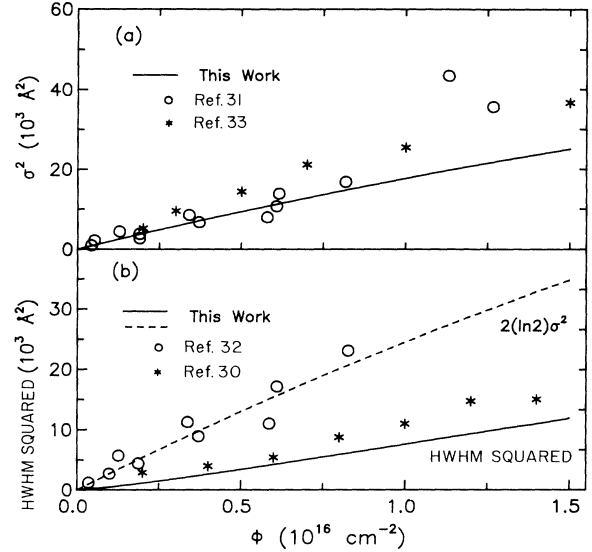 60
(a)
This Work
Ref. 31
Ref. 33
40
20
0
σ² (10³ Å²)
(b)
This Work
Ref. 32
Ref. 30
2(ln2)σ²
HWHM SQUARED
30
20
10
0
HWHM SQUARED (10³ Å²)
0.0 0.5 1.0 1.5
Φ (10¹⁶ cm⁻²)